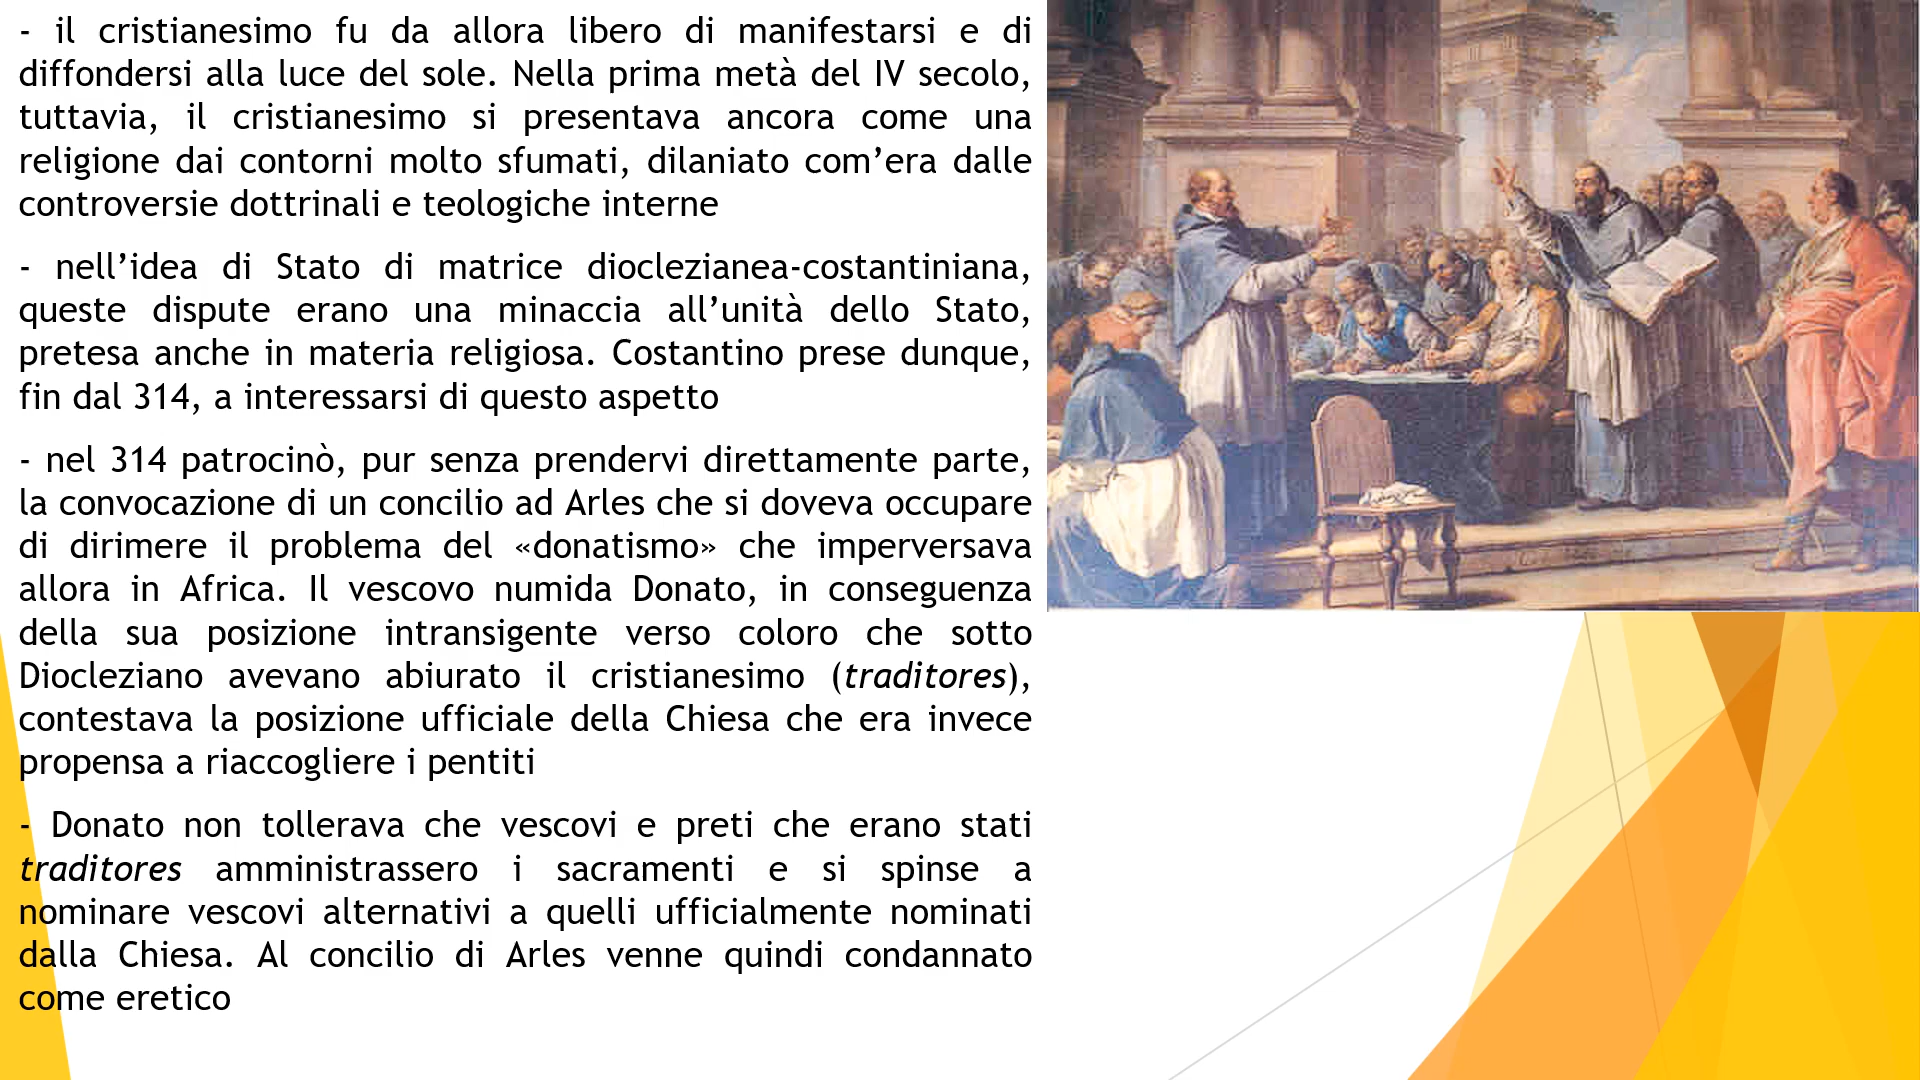 - il cristianesimo fu da allora libero di manifestarsi e di
diffondersi alla luce del sole. Nella prima metà del IV secolo,
tuttavia, il cristianesimo si presentava ancora come una
religione dai contorni molto sfumati, dilaniato com’era dalle
controversie dottrinali e teologiche interne
- nell’idea di Stato di matrice dioclezianea-costantiniana,
queste dispute erano una minaccia all’unità dello Stato,
pretesa anche in materia religiosa. Costantino prese dunque,
fin dal 314, a interessarsi di questo aspetto
- nel 314 patrocinò, pur senza prendervi direttamente parte,
la convocazione di un concilio ad Arles che si doveva occupare
di dirimere il problema del «donatismo» che imperversava
allora in Africa. Il vescovo numida Donato, in conseguenza
della sua posizione intransigente verso coloro che sotto
Diocleziano avevano abiurato il cristianesimo (traditores),
contestava la posizione ufficiale della Chiesa che era invece
propensa a riaccogliere i pentiti
- Donato non tollerava che vescovi e preti che erano stati
traditores amministrassero i sacramenti e si spinse a
nominare vescovi alternativi a quelli ufficialmente nominati
dalla Chiesa. Al concilio di Arles venne quindi condannato
come eretico